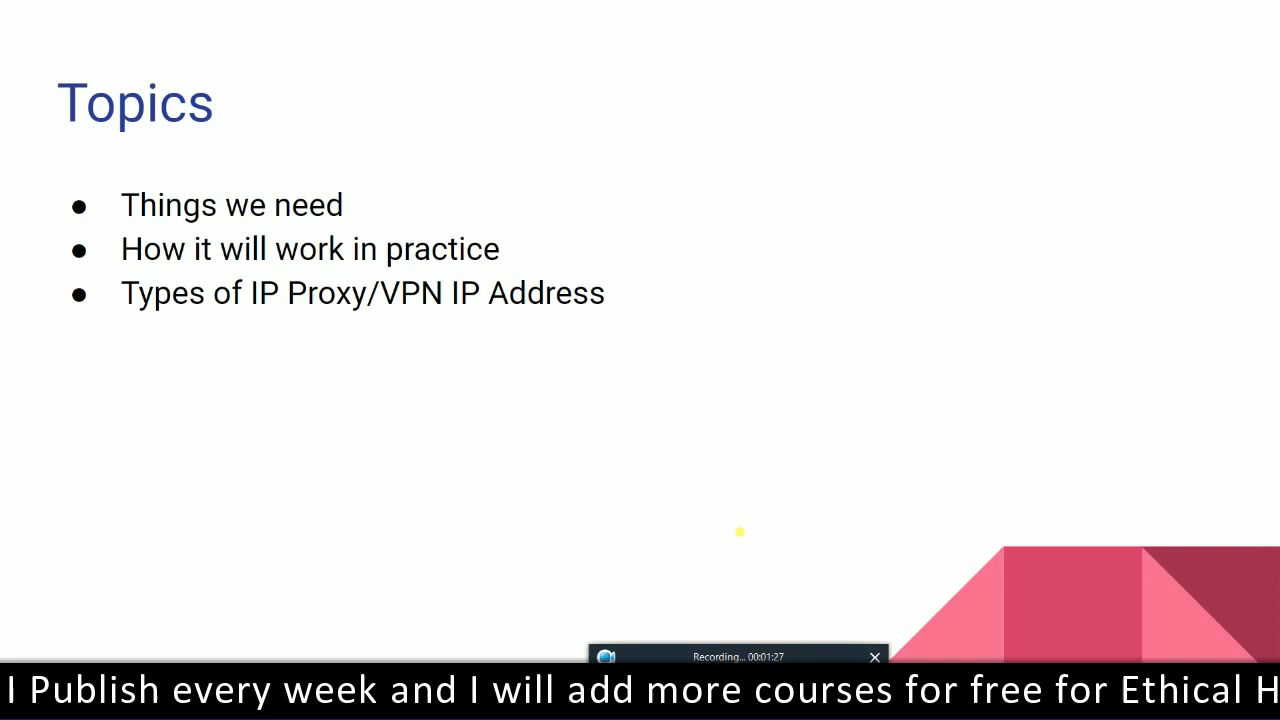 Topics
● Things we need
● How it will work in practice
● Types of IP Proxy/VPN IP Address
Recording... 00:01:27
I Publish every week and I will add more courses for free for Ethical H